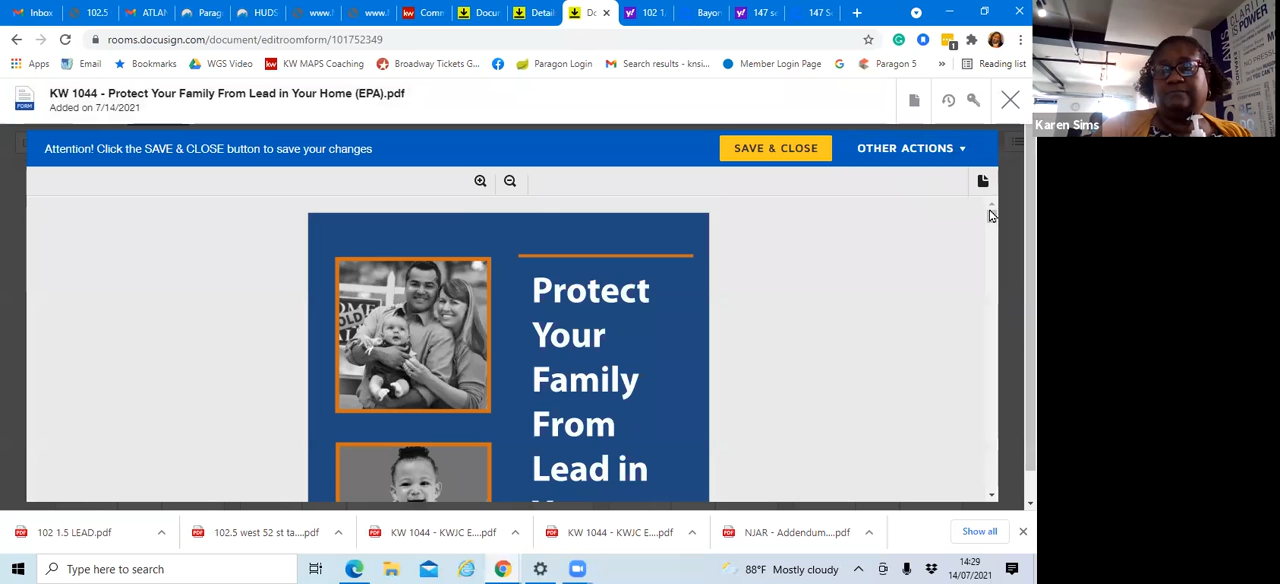 Inbox
102.5
ATLAN
Parag
HUDS
www.!
www.!
Comn
Docur
Detail
Do
102 1.
Bayon
147 se
147 S
rooms.docusign.com/document/editroomform/101752349
Apps
Email
Bookmarks
WGS Video
KW MAPS Coaching
Broadway Tickets G...
Paragon Login
Search results - knsi...
Member Login Page
Paragon 5
»
Reading list
KW 1044 - Protect Your Family From Lead in Your Home (EPA).pdf
Added on 7/14/2021
FORM
Attention! Click the SAVE & CLOSE button to save your changes
SAVE & CLOSE
OTHER ACTIONS
Protect
Your
Family
From
Lead in
Karen Sims
102 1.5 LEAD.pdf
102.5 west 52 st ta....pdf
KW 1044 - KWJC E....pdf
KW 1044 - KWJC E....pdf
NJAR - Addendum....pdf
Show all
Type here to search
88°F Mostly cloudy
14:29
14/07/2021